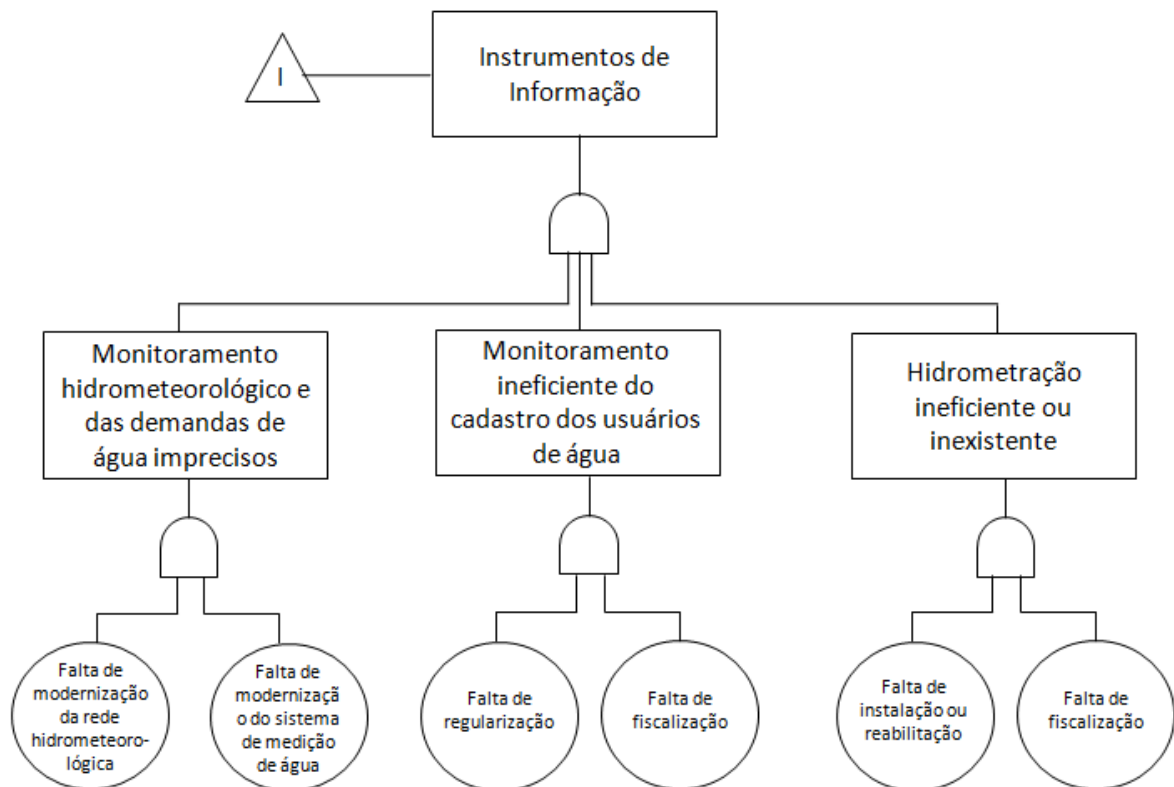 I
Instrumentos de
Informação
Monitoramento
hidrometeorológico e
das demandas de
água imprecisos
Monitoramento
ineficiente do
cadastro dos usuários
de água
Hidrometração
ineficiente ou
inexistente
Falta de
modernização
da rede
hidrometeoro-
lógica
Falta de
modernizaçã
o do sistema
de medição
de água
Falta de
regularização
Falta de
fiscalização
Falta de
instalação ou
reabilitação
Falta de
fiscalização